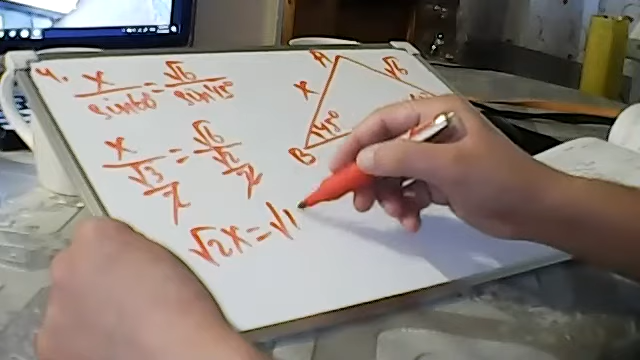 4.
x/sin60° = √6/sin45°
x/(√3/2) = √6/(√2/2)
√2x = √1
A
√6
x
45°
B